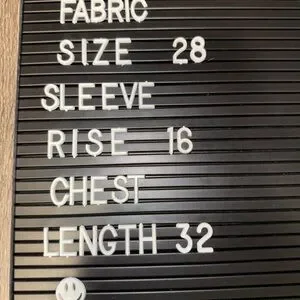 FABRIC
SIZE 28
SLEEVE
RISE 16
CHEST
LENGTH 32